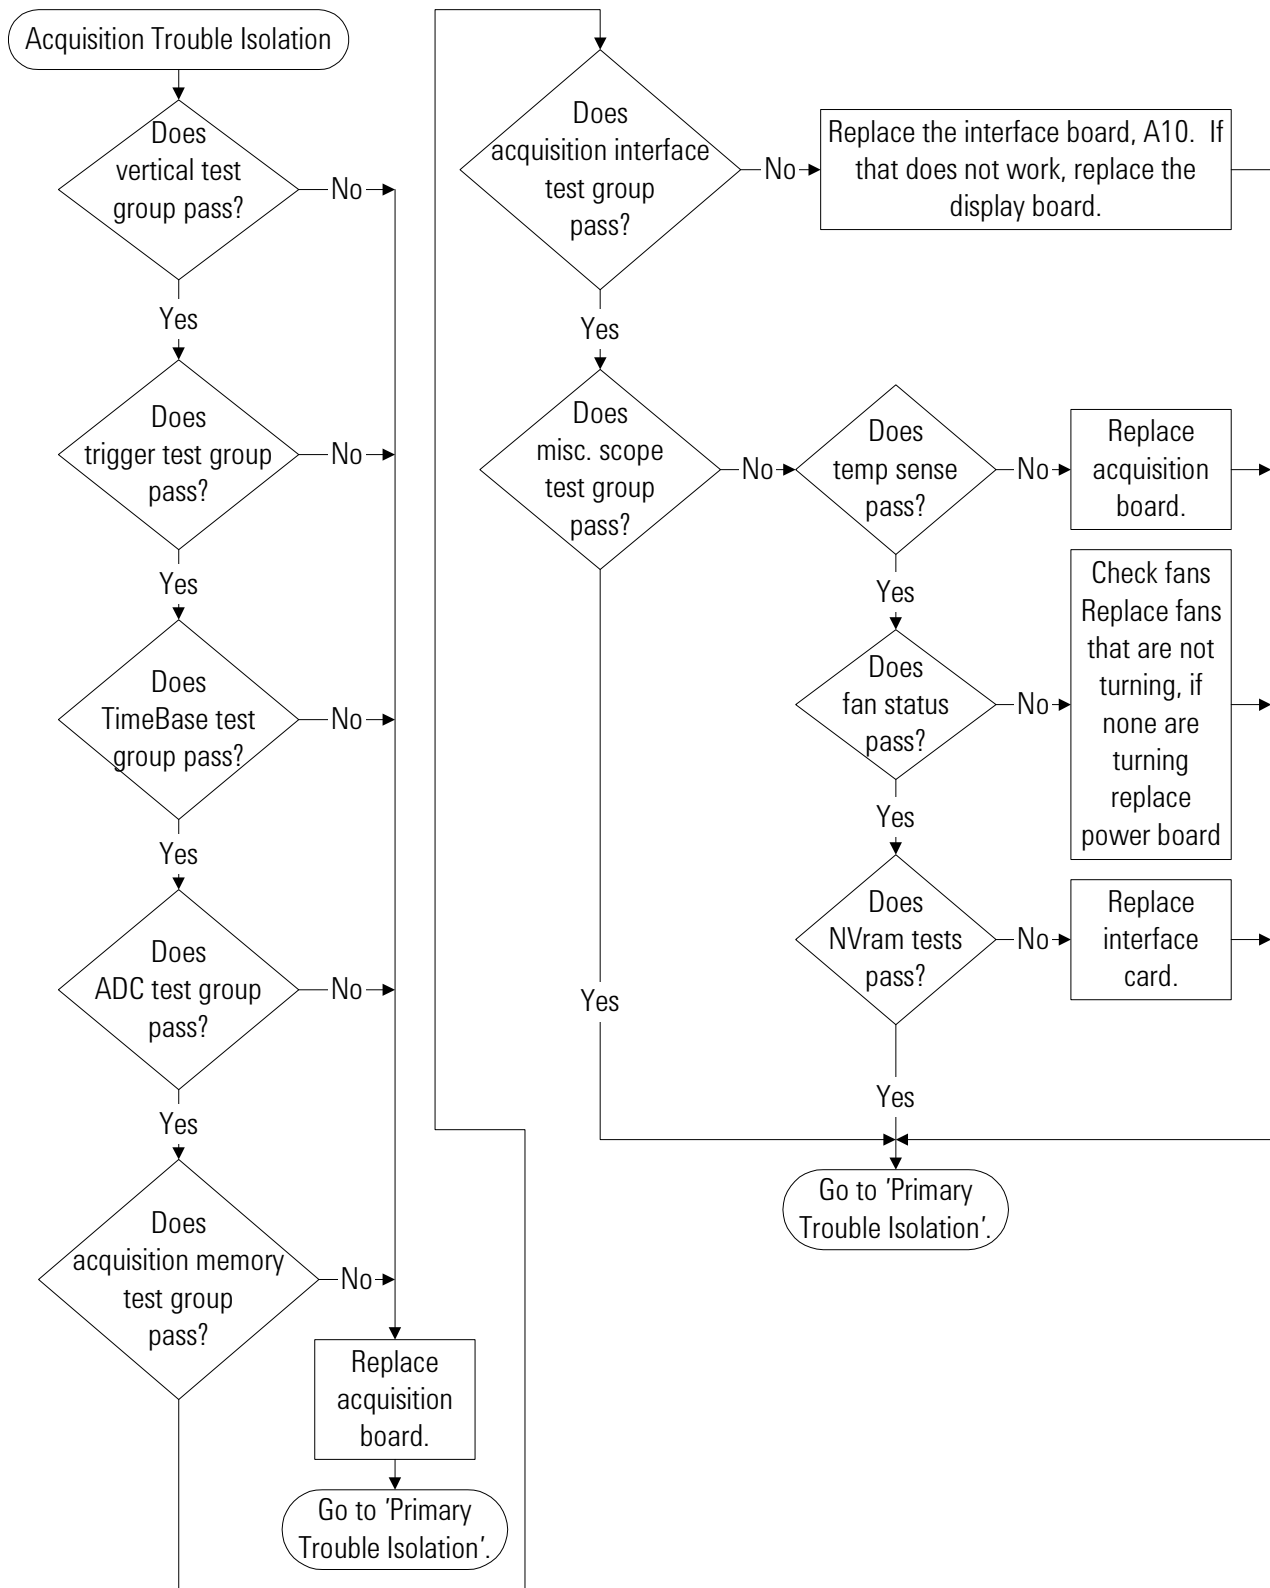 Acquisition Trouble Isolation
Does
vertical test
group pass?
No
Yes
Does
trigger test group
pass?
No
Yes
Does
TimeBase test
group pass?
No
Yes
Does
ADC test group
pass?
No
Yes
Does
acquisition memory
test group
pass?
No
Replace
acquisition
board.
Go to 'Primary
Trouble Isolation'.
Does
acquisition interface
test group
pass?
No
Replace the interface board, A10. If
that does not work, replace the
display board.
Yes
Does
misc. scope
test group
pass?
No
Does
temp sense
pass?
No
Replace
acquisition
board.
Yes
Does
fan status
pass?
No
Check fans
Replace fans
that are not
turning, if
none are
turning
replace
power board
Yes
Does
NVram tests
pass?
No
Replace
interface
card.
Yes
Yes
Go to 'Primary
Trouble Isolation'.